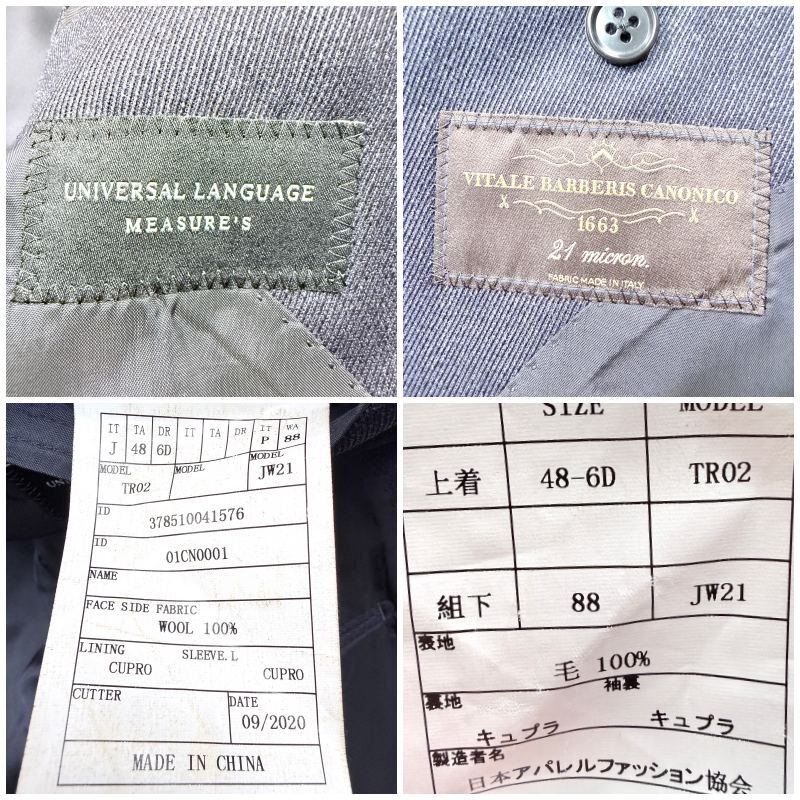 UNIVERSAL LANGUAGE
MEASURE'S
VITALE BARBERIS CANONICO
1663
21 micron.
FABRIC MADE IN ITALY
IT TA DR IT TA DR IT WA
J 48 6D P 88
MODEL MODEL MODEL
TR02 JW21
ID
378510041576
ID
01CN0001
NAME
FACE SIDE FABRIC
WOOL 100%
LINING SLEEVE.L
CUPRO CUPRO
CUTTER DATE
09/2020
MADE IN CHINA
SIZE MODEL
上着 48-6D TR02
組下 88 JW21
表地
毛 100%
裏地 袖裏
キュプラ キュプラ
製造者名
日本アパレルファッション協会